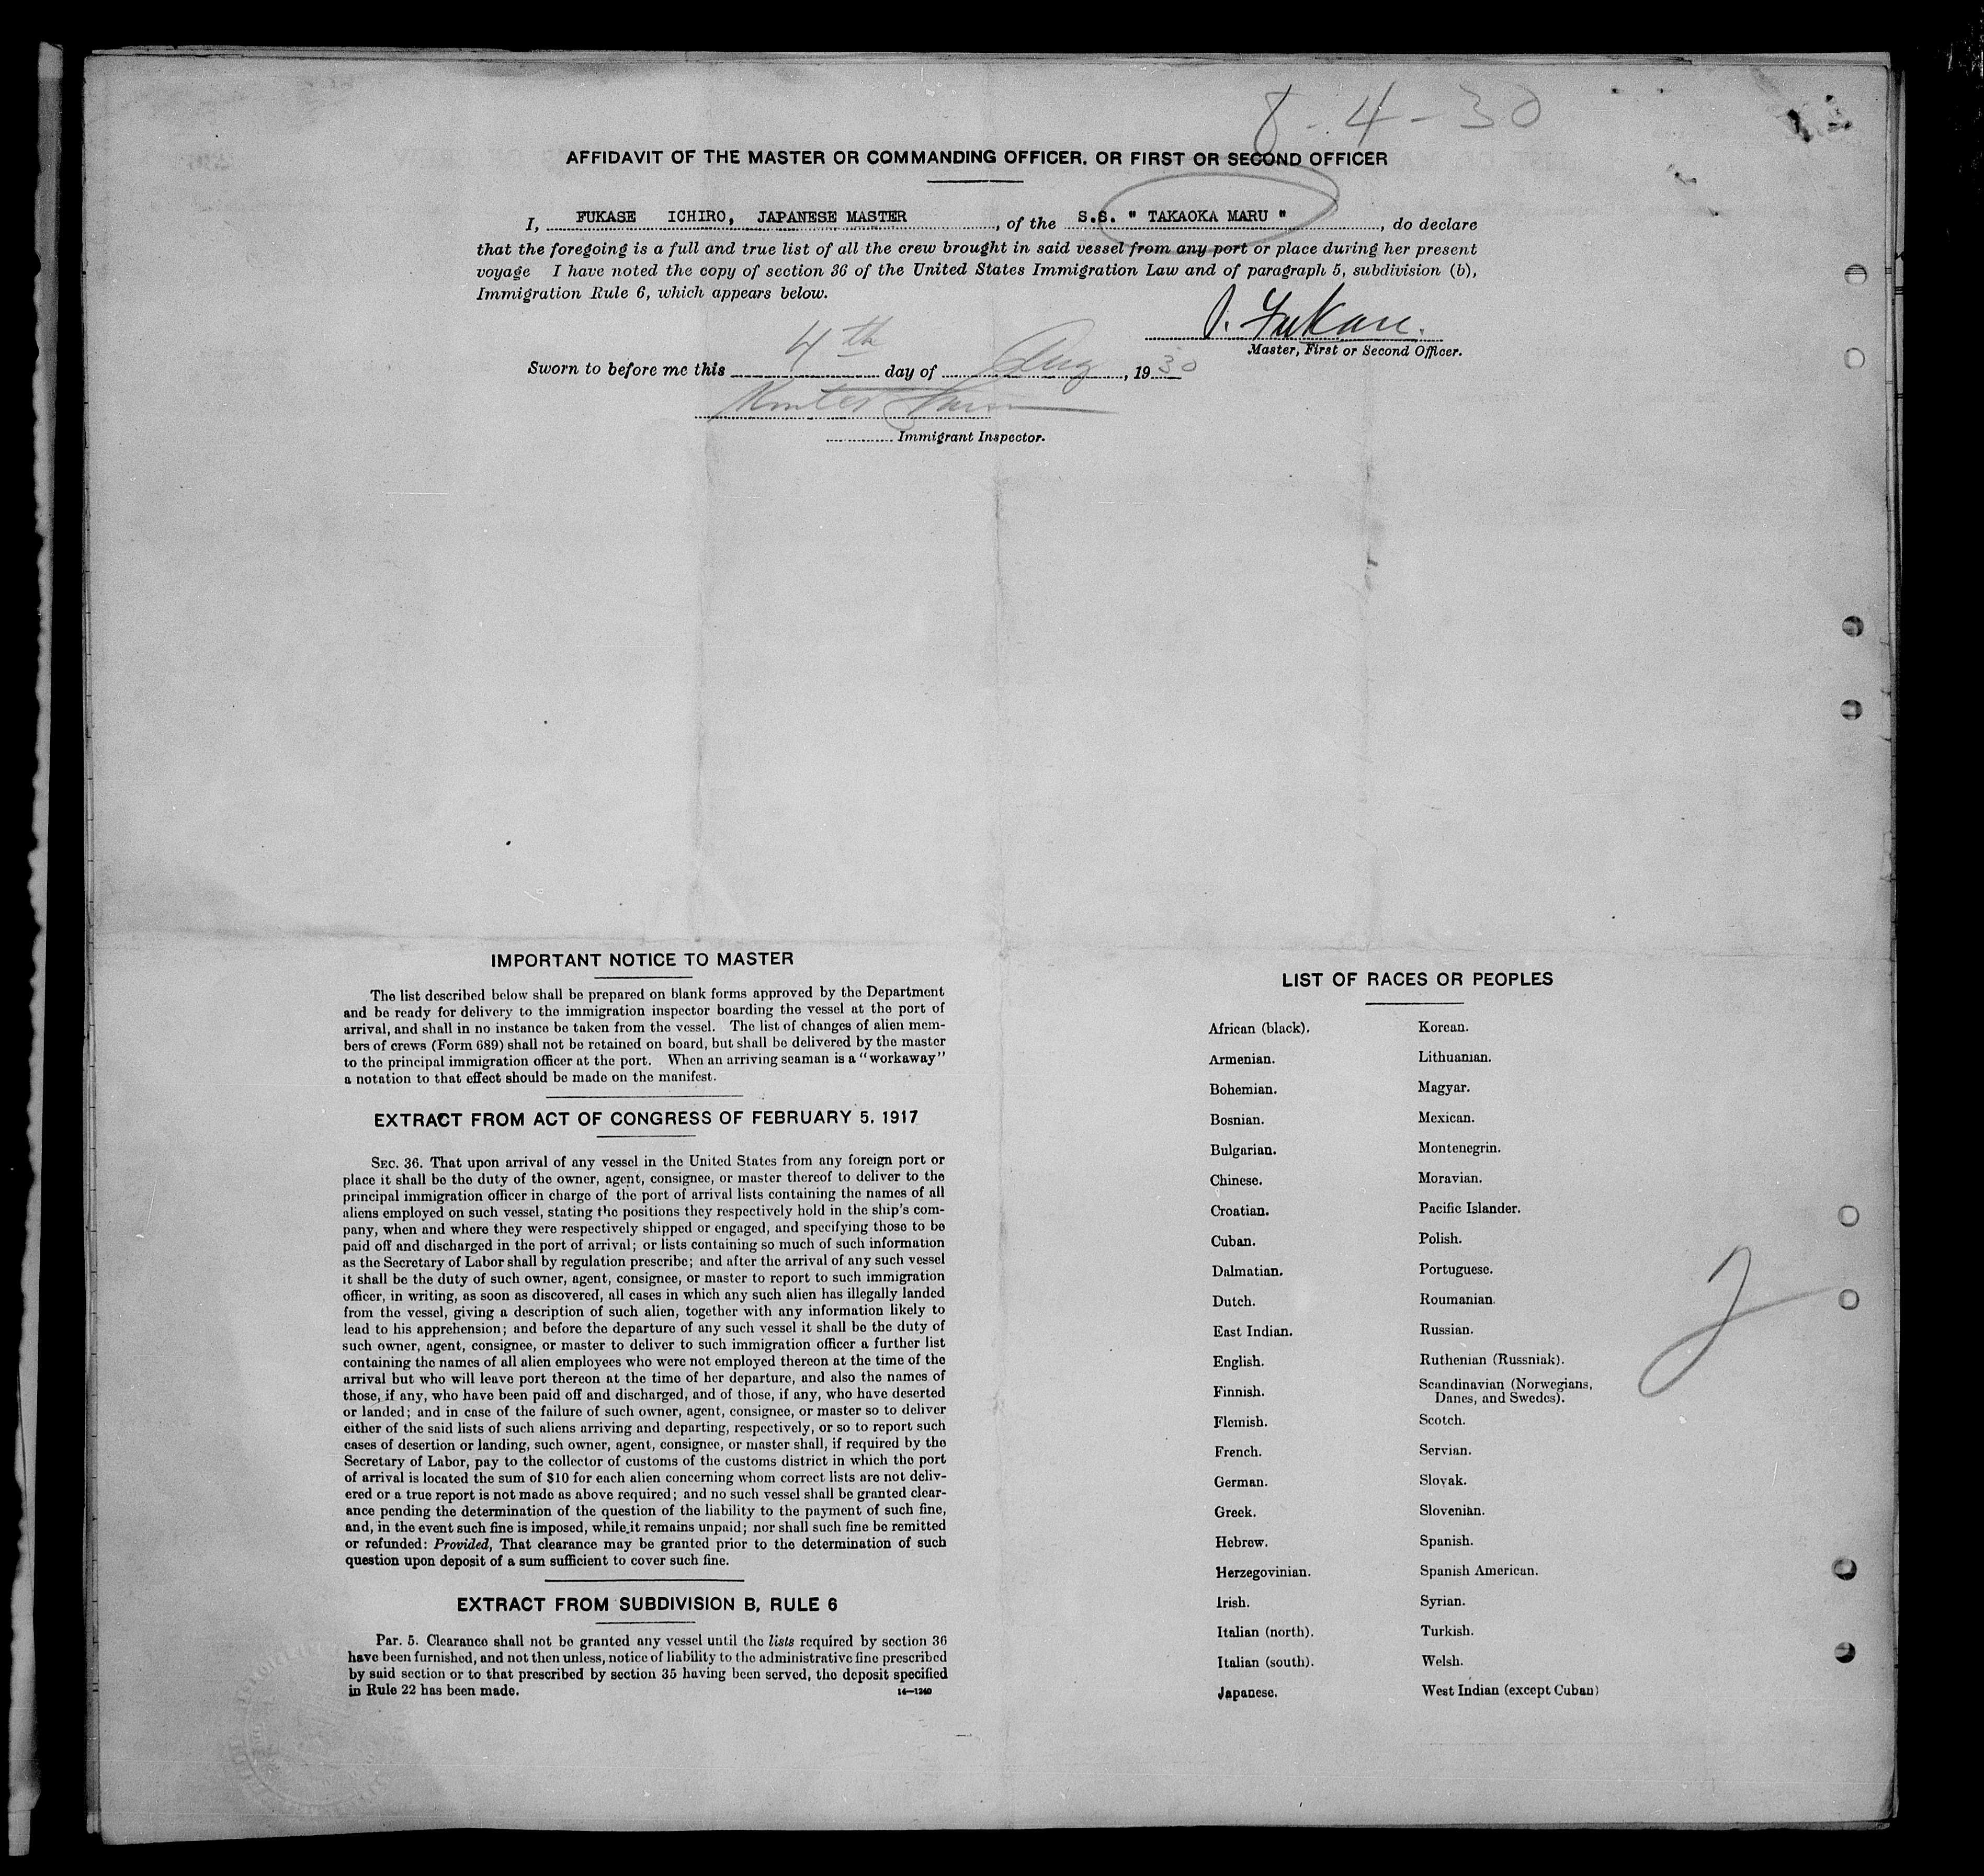 8-4-30
AFFIDAVIT OF THE MASTER OR COMMANDING OFFICER, OR FIRST OR SECOND OFFICER
I, FUKASE ICHIRO, JAPANESE MASTER, of the S.S. " TAKAOKA MARU ", do declare
that the foregoing is a full and true list of all the crew brought in said vessel from any port or place during her present
voyage I have noted the copy of section 36 of the United States Immigration Law and of paragraph 5, subdivision (b),
Immigration Rule 6, which appears below.
I. Fukase.
Master, First or Second Officer.
Sworn to before me this 4th day of Aug, 1930
Immigrant Inspector.
IMPORTANT NOTICE TO MASTER
The list described below shall be prepared on blank forms approved by the Department
and be ready for delivery to the immigration inspector boarding the vessel at the port of
arrival, and shall in no instance be taken from the vessel. The list of changes of alien mem-
bers of crews (Form 689) shall not be retained on board, but shall be delivered by the master
to the principal immigration officer at the port. When an arriving seaman is a "workaway"
a notation to that effect should be made on the manifest.
EXTRACT FROM ACT OF CONGRESS OF FEBRUARY 5, 1917
SEC. 36. That upon arrival of any vessel in the United States from any foreign port or
place it shall be the duty of the owner, agent, consignee, or master thereof to deliver to the
principal immigration officer in charge of the port of arrival lists containing the names of all
aliens employed on such vessel, stating the positions they respectively hold in the ship's com-
pany, when and where they were respectively shipped or engaged, and specifying those to be
paid off and discharged in the port of arrival; or lists containing so much of such information
as the Secretary of Labor shall by regulation prescribe; and after the arrival of any such vessel
it shall be the duty of such owner, agent, consignee, or master to report to such immigration
officer, in writing, as soon as discovered, all cases in which any such alien has illegally landed
from the vessel, giving a description of such alien, together with any information likely to
lead to his apprehension; and before the departure of any such vessel it shall be the duty of
such owner, agent, consignee, or master to deliver to such immigration officer a further list
containing the names of all alien employees who were not employed thereon at the time of the
arrival but who will leave port thereon at the time of her departure, and also the names of
those, if any, who have been paid off and discharged, and of those, if any, who have deserted
or landed; and in case of the failure of such owner, agent, consignee, or master so to deliver
either of the said lists of such aliens arriving and departing, respectively, or so to report such
cases of desertion or landing, such owner, agent, consignee, or master shall, if required by the
Secretary of Labor, pay to the collector of customs of the customs district in which the port
of arrival is located the sum of $10 for each alien concerning whom correct lists are not deliv-
ered or a true report is not made as above required; and no such vessel shall be granted clear-
ance pending the determination of the question of the liability to the payment of such fine,
and, in the event such fine is imposed, while it remains unpaid; nor shall such fine be remitted
or refunded: Provided, That clearance may be granted prior to the determination of such
question upon deposit of a sum sufficient to cover such fine.
EXTRACT FROM SUBDIVISION B, RULE 6
Par. 5. Clearance shall not be granted any vessel until the lists required by section 36
have been furnished, and not then unless, notice of liability to the administrative fine prescribed
by said section or to that prescribed by section 35 having been served, the deposit specified
in Rule 22 has been made.
14—1240
LIST OF RACES OR PEOPLES
African (black).
Armenian.
Bohemian.
Bosnian.
Bulgarian.
Chinese.
Croatian.
Cuban.
Dalmatian.
Dutch.
East Indian.
English.
Finnish.
Flemish.
French.
German.
Greek.
Hebrew.
Herzegovinian.
Irish.
Italian (north).
Italian (south).
Japanese.
Korean.
Lithuanian.
Magyar.
Mexican.
Montenegrin.
Moravian.
Pacific Islander.
Polish.
Portuguese.
Roumanian.
Russian.
Ruthenian (Russniak).
Scandinavian (Norwegians,
Danes, and Swedes).
Scotch.
Servian.
Slovak.
Slovenian.
Spanish.
Spanish American.
Syrian.
Turkish.
Welsh.
West Indian (except Cuban)
2